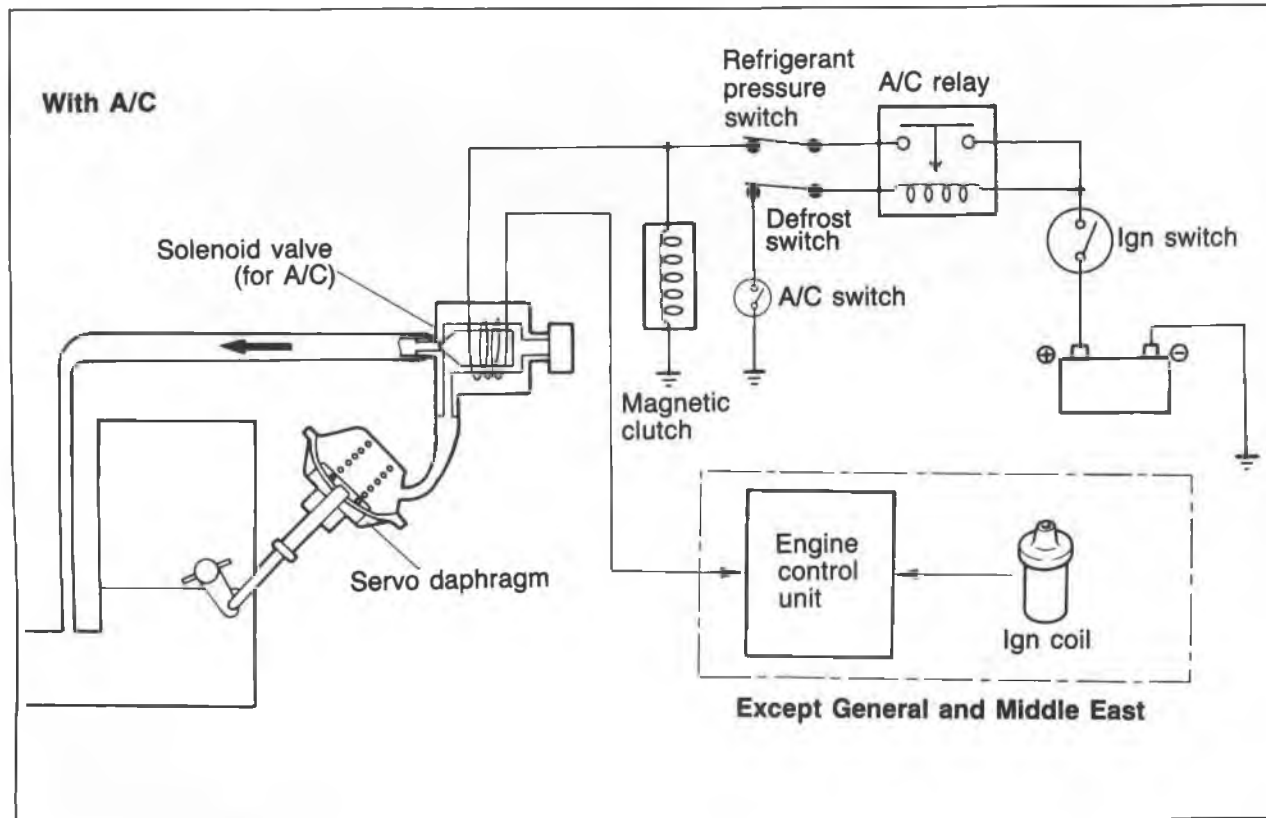 With A/C
Refrigerant
pressure
switch
A/C relay
Defrost
switch
Ign switch
Solenoid valve
(for A/C)
A/C switch
⊕
⊖
Magnetic
clutch
Servo daphragm
Engine
control
unit
Ign coil
Except General and Middle East